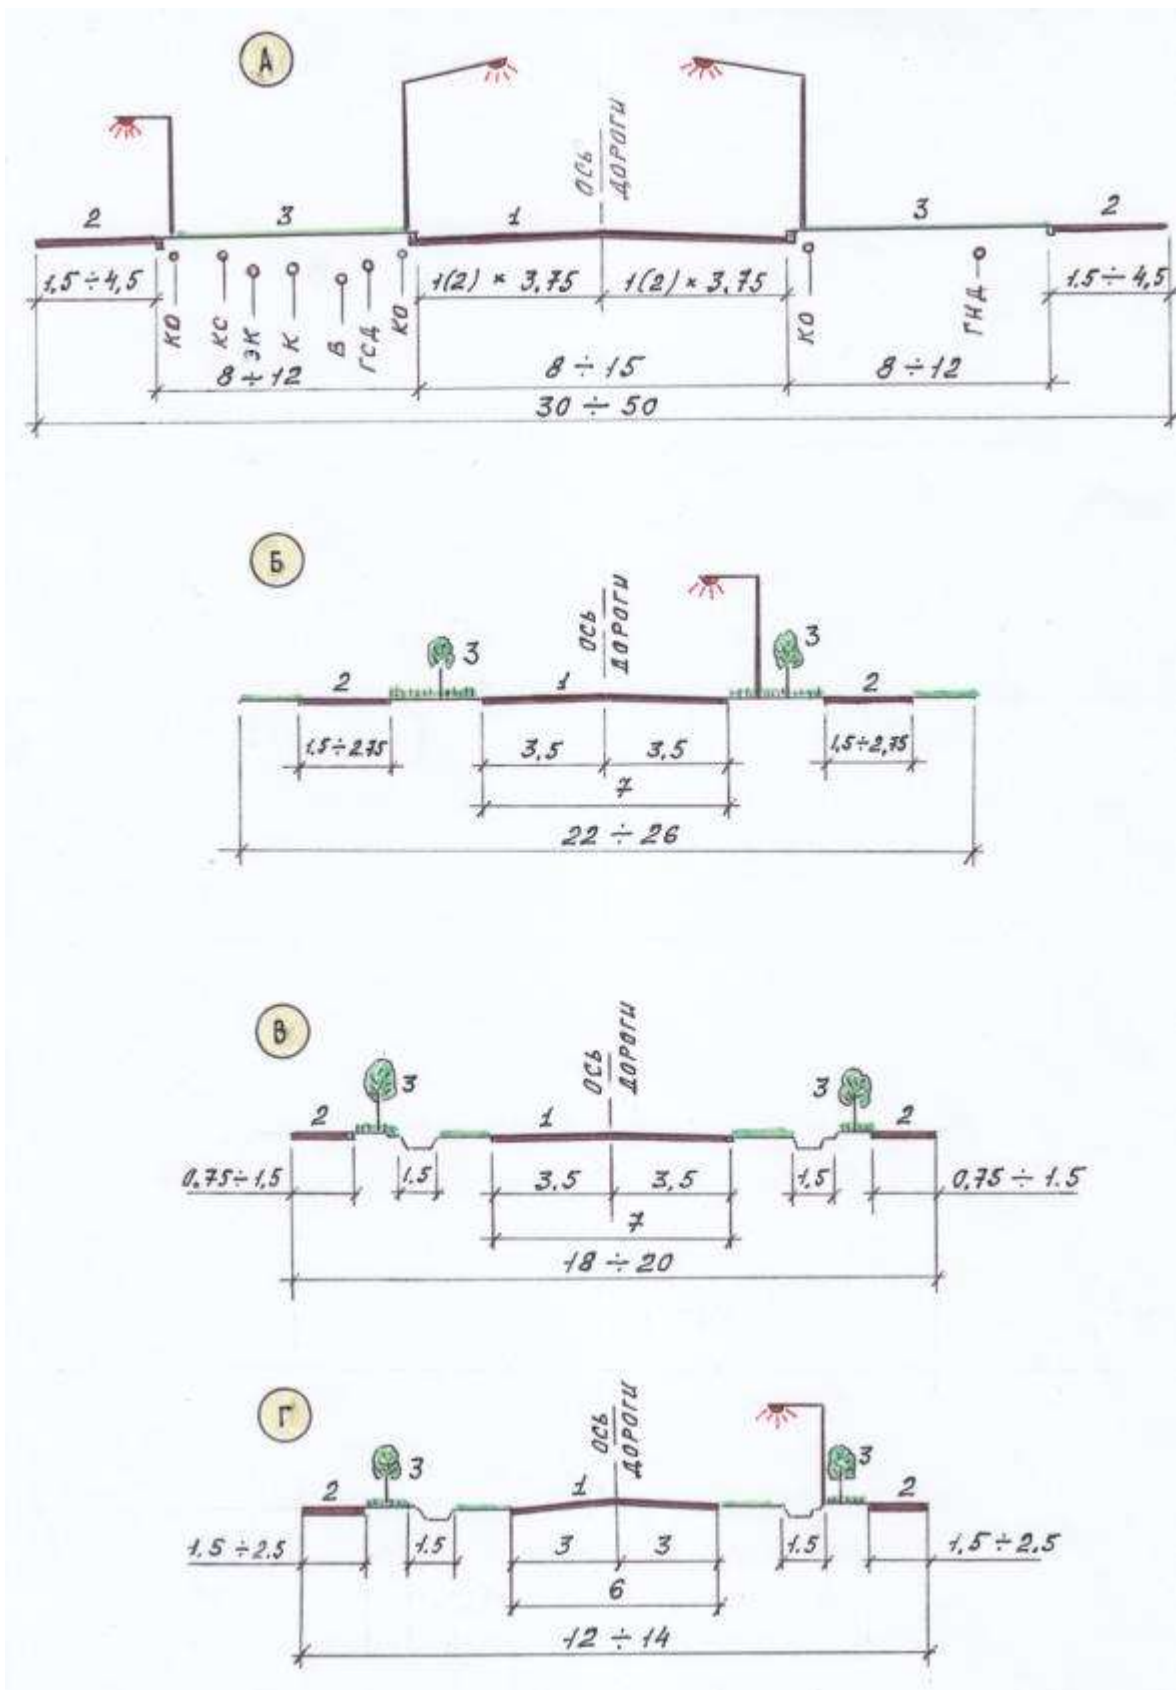 А
ОСЬ
ДОРОГИ
2
3
1
3
2
1,5÷4,5
1(2) × 3,75
1(2) × 3,75
1.5÷4,5
КО
КС
ЭК
К
В
ГСД
КО
КО
ГНД
8÷12
8÷15
8÷12
30÷50
Б
ОСЬ
ДОРОГИ
2
3
1
3
2
1.5÷2.75
3,5
3.5
1,5÷2,75
7
22÷26
В
ОСЬ
ДОРОГИ
2
3
1
3
2
0,75÷1,5
1.5
3.5
3,5
1,5
0,75÷1.5
7
18÷20
Г
ОСЬ
ДОРОГИ
2
3
1
3
2
1.5÷2.5
1.5
3
3
1.5
1,5÷2.5
6
12÷14